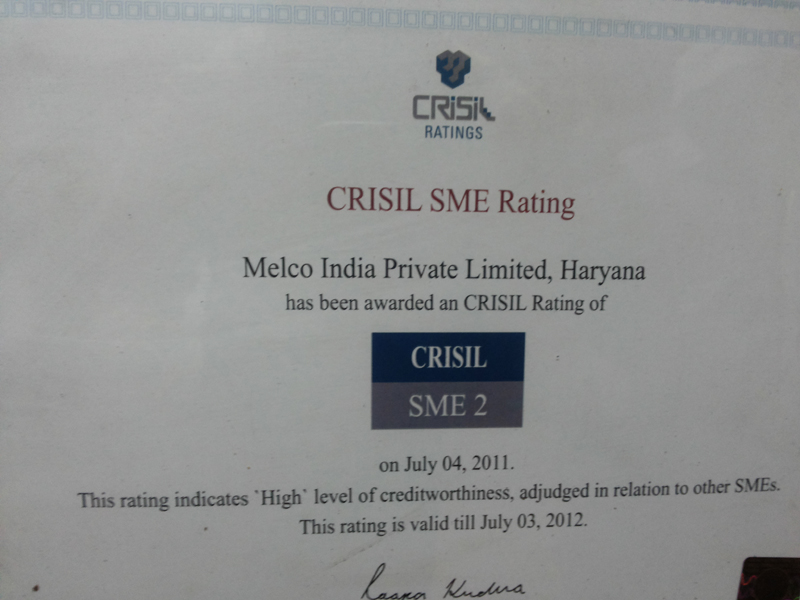 CRISIL
RATINGS
CRISIL SME Rating
Melco India Private Limited, Haryana
has been awarded an CRISIL Rating of
CRISIL
SME 2
on July 04, 2011.
This rating indicates `High` level of creditworthiness, adjudged in relation to other SMEs.
This rating is valid till July 03, 2012.